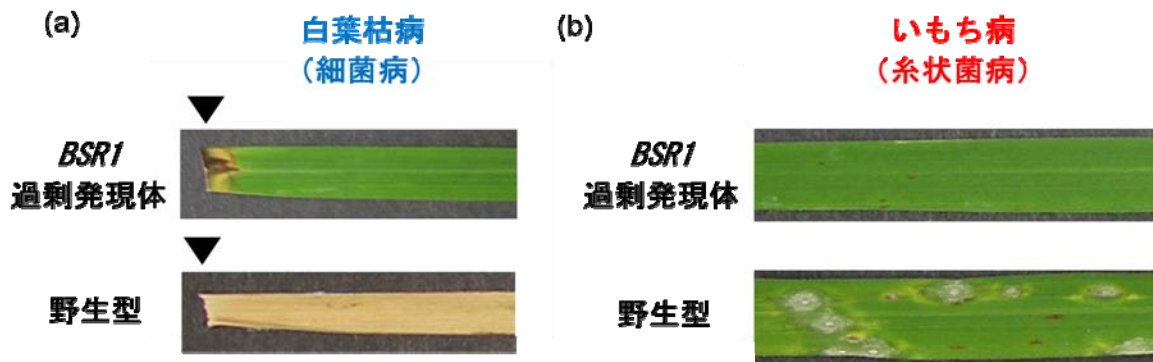 (a)
白葉枯病
（細菌病）
BSR1
過剰発現体
野生型
(b)
いもち病
（糸状菌病）
BSR1
過剰発現体
野生型